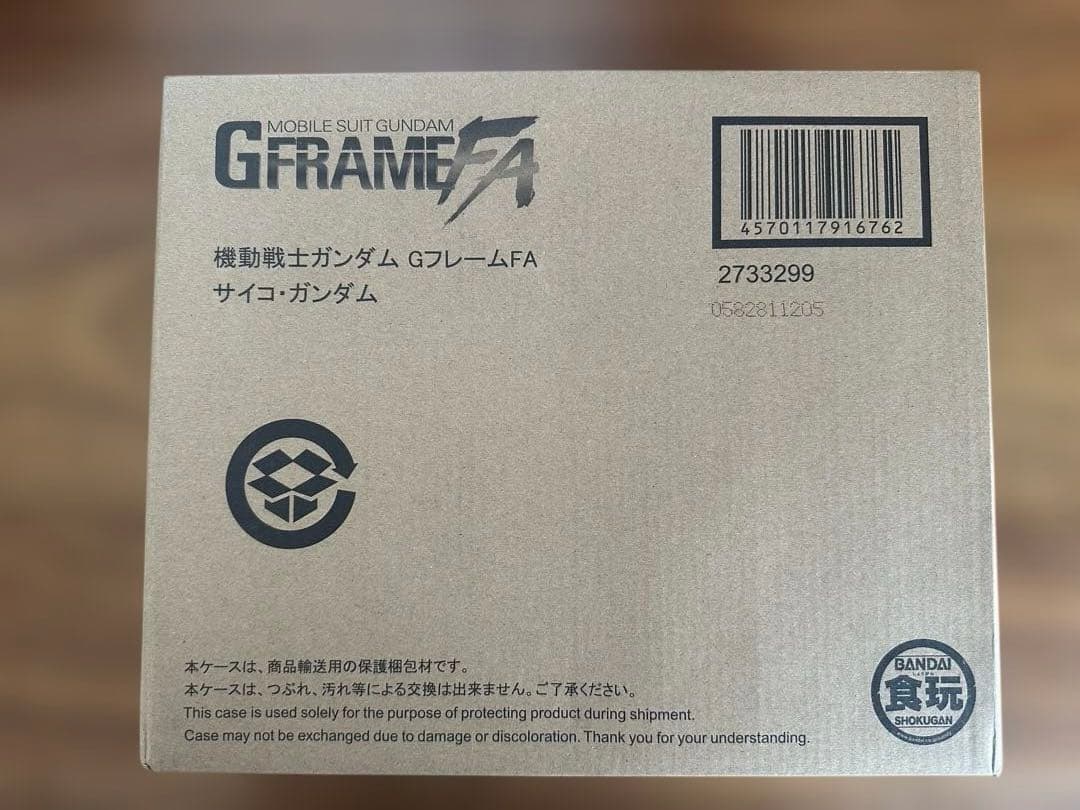 MOBILE SUIT GUNDAM
GFRAMEFA
機動戦士ガンダム GフレームFA
サイコ・ガンダム
4570117916762
2733299
0582811205
本ケースは、商品輸送用の保護梱包材です。
本ケースは、つぶれ、汚れ等による交換は出来ません。ご了承ください。
This case is used solely for the purpose of protecting product during shipment.
Case may not be exchanged due to damage or discoloration. Thank you for your understanding.
BANDAI
しょくがん
食玩
SHOKUGAN